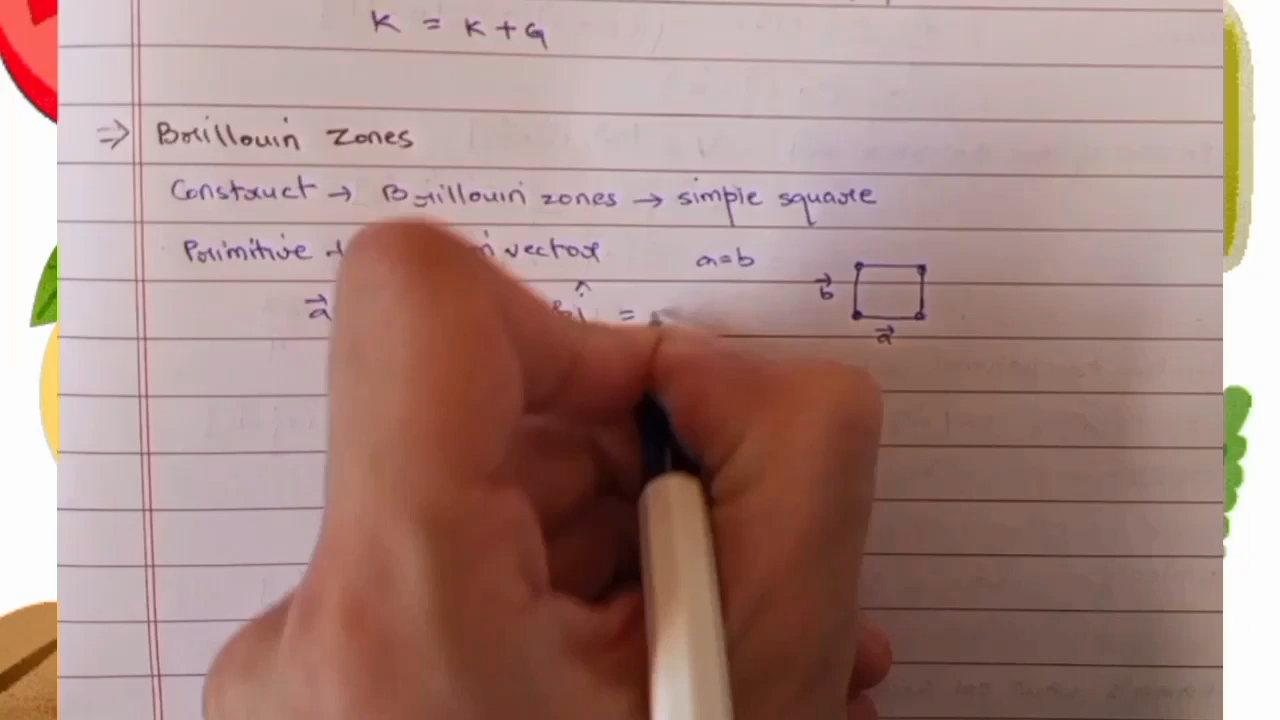 K = K + G
⇒ Brillouin Zones
Construct → Brillouin zones → simple square
Primitive vector a = b
b
a =
a